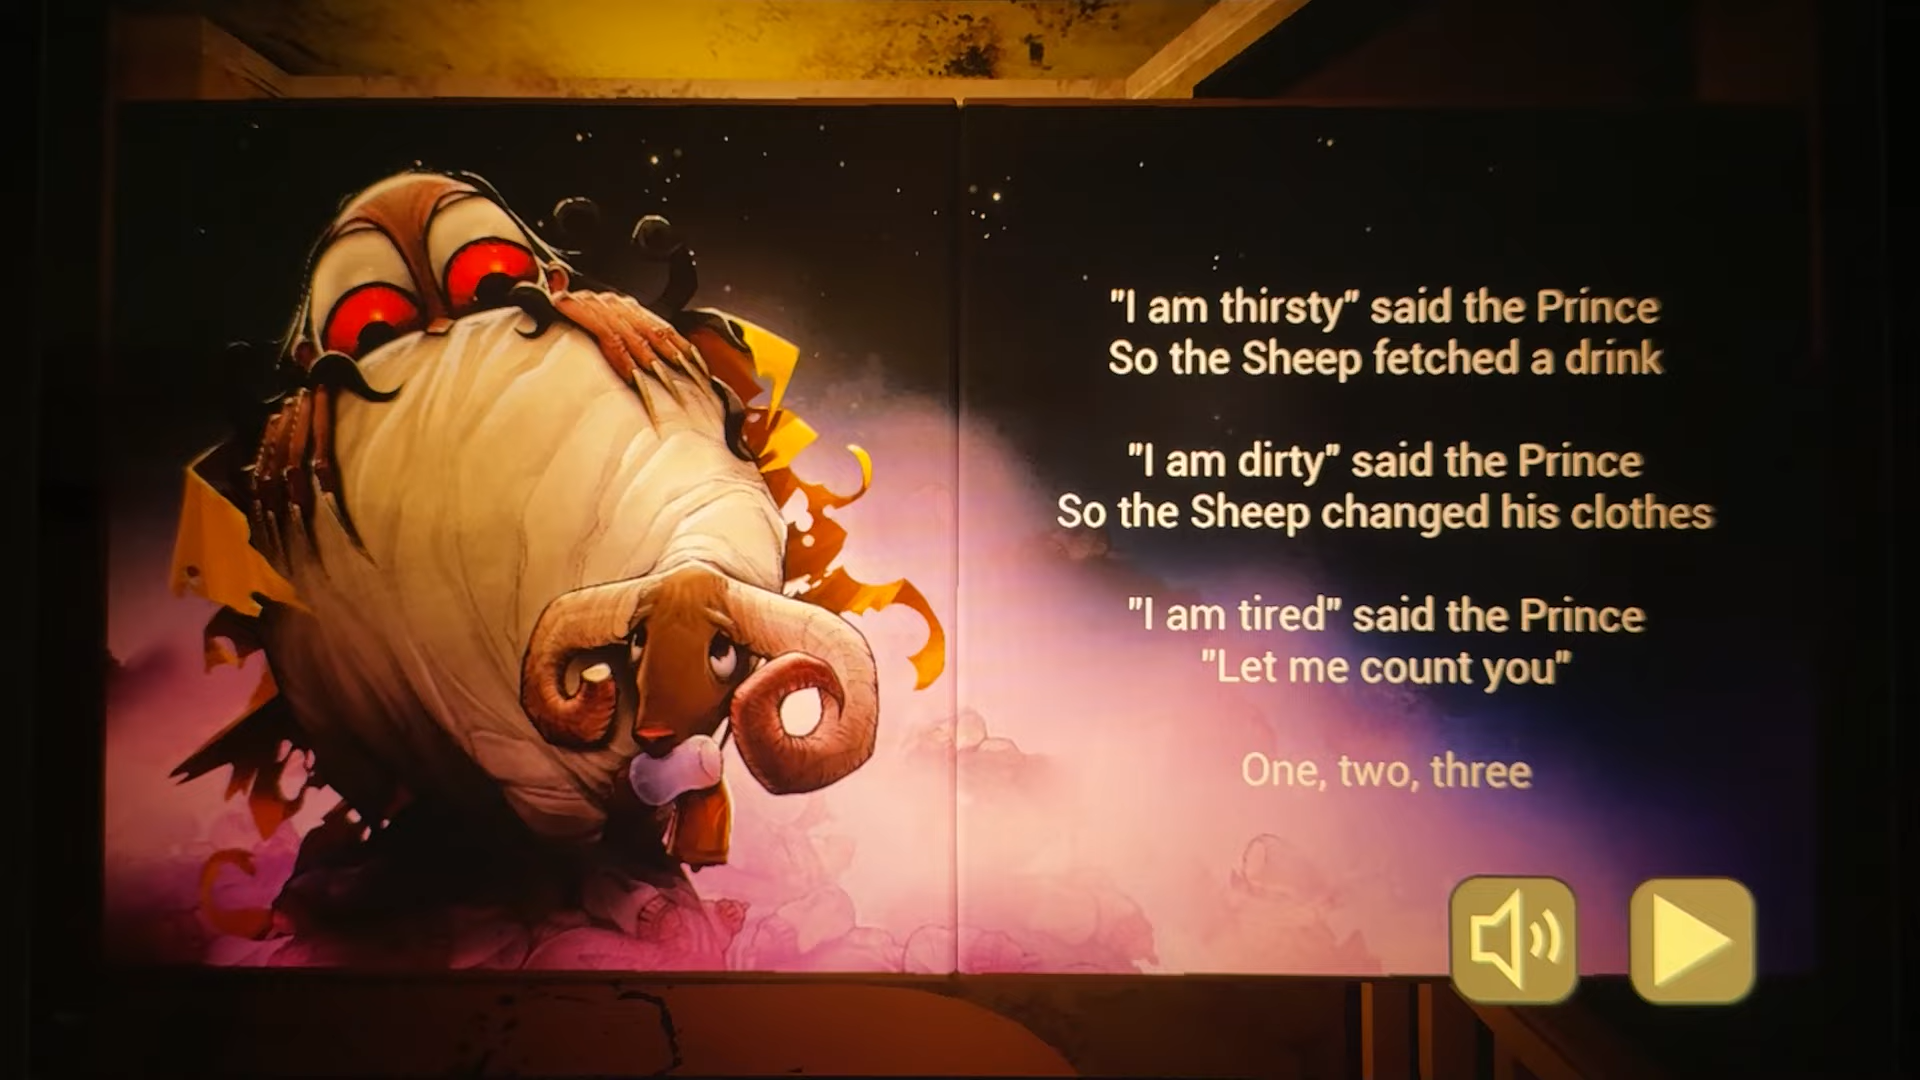 "I am thirsty" said the Prince
So the Sheep fetched a drink
"I am dirty" said the Prince
So the Sheep changed his clothes
"I am tired" said the Prince
"Let me count you"
One, two, three